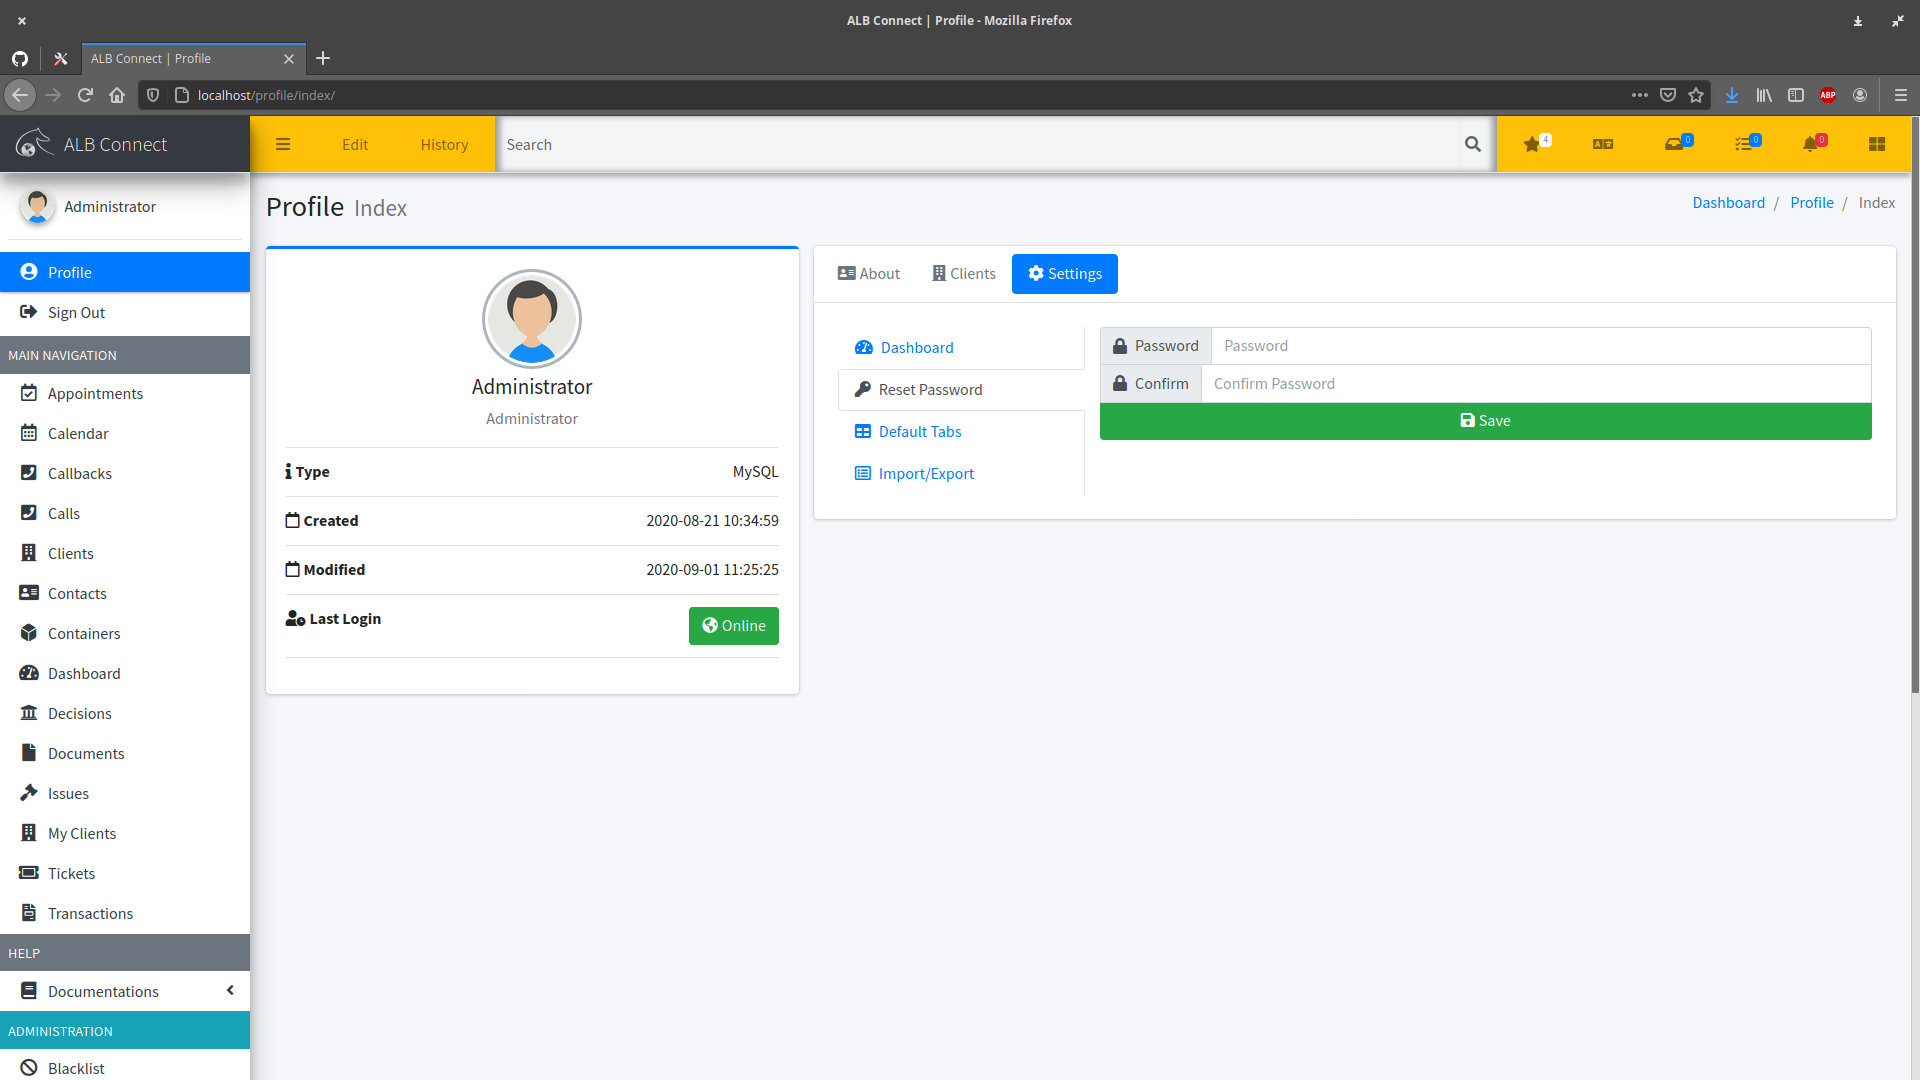 ALB Connect | Profile - Mozilla Firefox
ALB Connect | Profile
localhost/profile/index/
ABP
ALB Connect
Edit
History
Search
4
0
0
0
Administrator
Profile Index
Dashboard / Profile / Index
Profile
Sign Out
MAIN NAVIGATION
Appointments
Calendar
Callbacks
Calls
Clients
Contacts
Containers
Dashboard
Decisions
Documents
Issues
My Clients
Tickets
Transactions
HELP
Documentations
ADMINISTRATION
Blacklist
Administrator
Administrator
Type MySQL
Created 2020-08-21 10:34:59
Modified 2020-09-01 11:25:25
Last Login Online
About Clients Settings
Dashboard
Reset Password
Default Tabs
Import/Export
Password Password
Confirm Confirm Password
Save